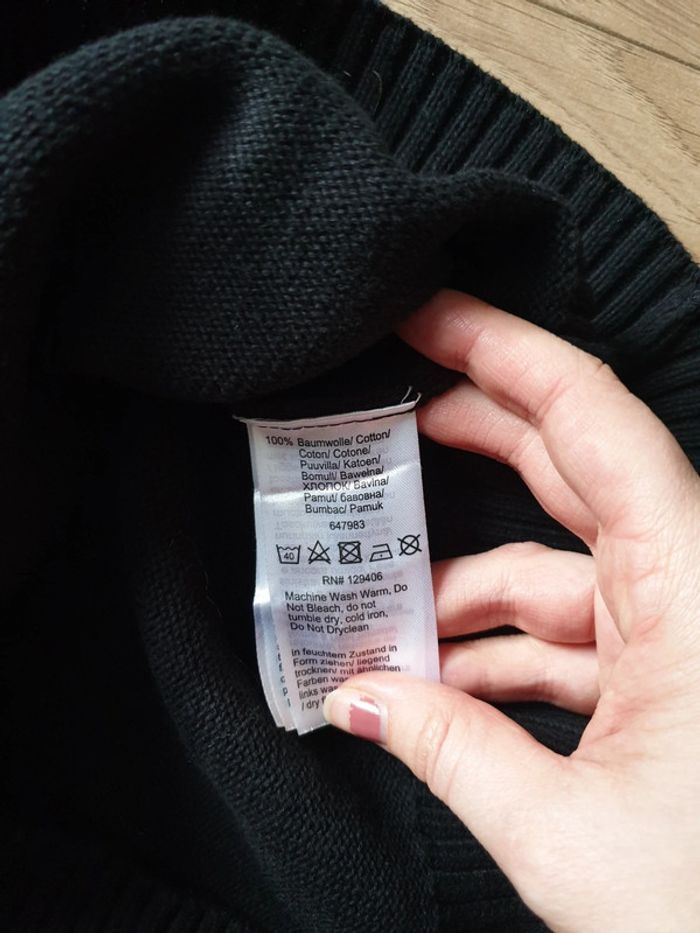 100% Baumwolle/ Cotton/
Coton/ Cotone/
Puuvilla/ Katoen/
Bomull/ Bawełna/
ХЛОПОК/ Bavlna/
Pamut/ бавовна/
Bumbac/ Pamuk
647983
40
RN# 129406
Machine Wash Warm, Do
Not Bleach, do not
tumble dry, cold iron,
Do Not Dryclean
in feuchtem Zustand in
Form ziehen/ liegend
trocknen/ mit ähnlichen
Farben
links
/ dry